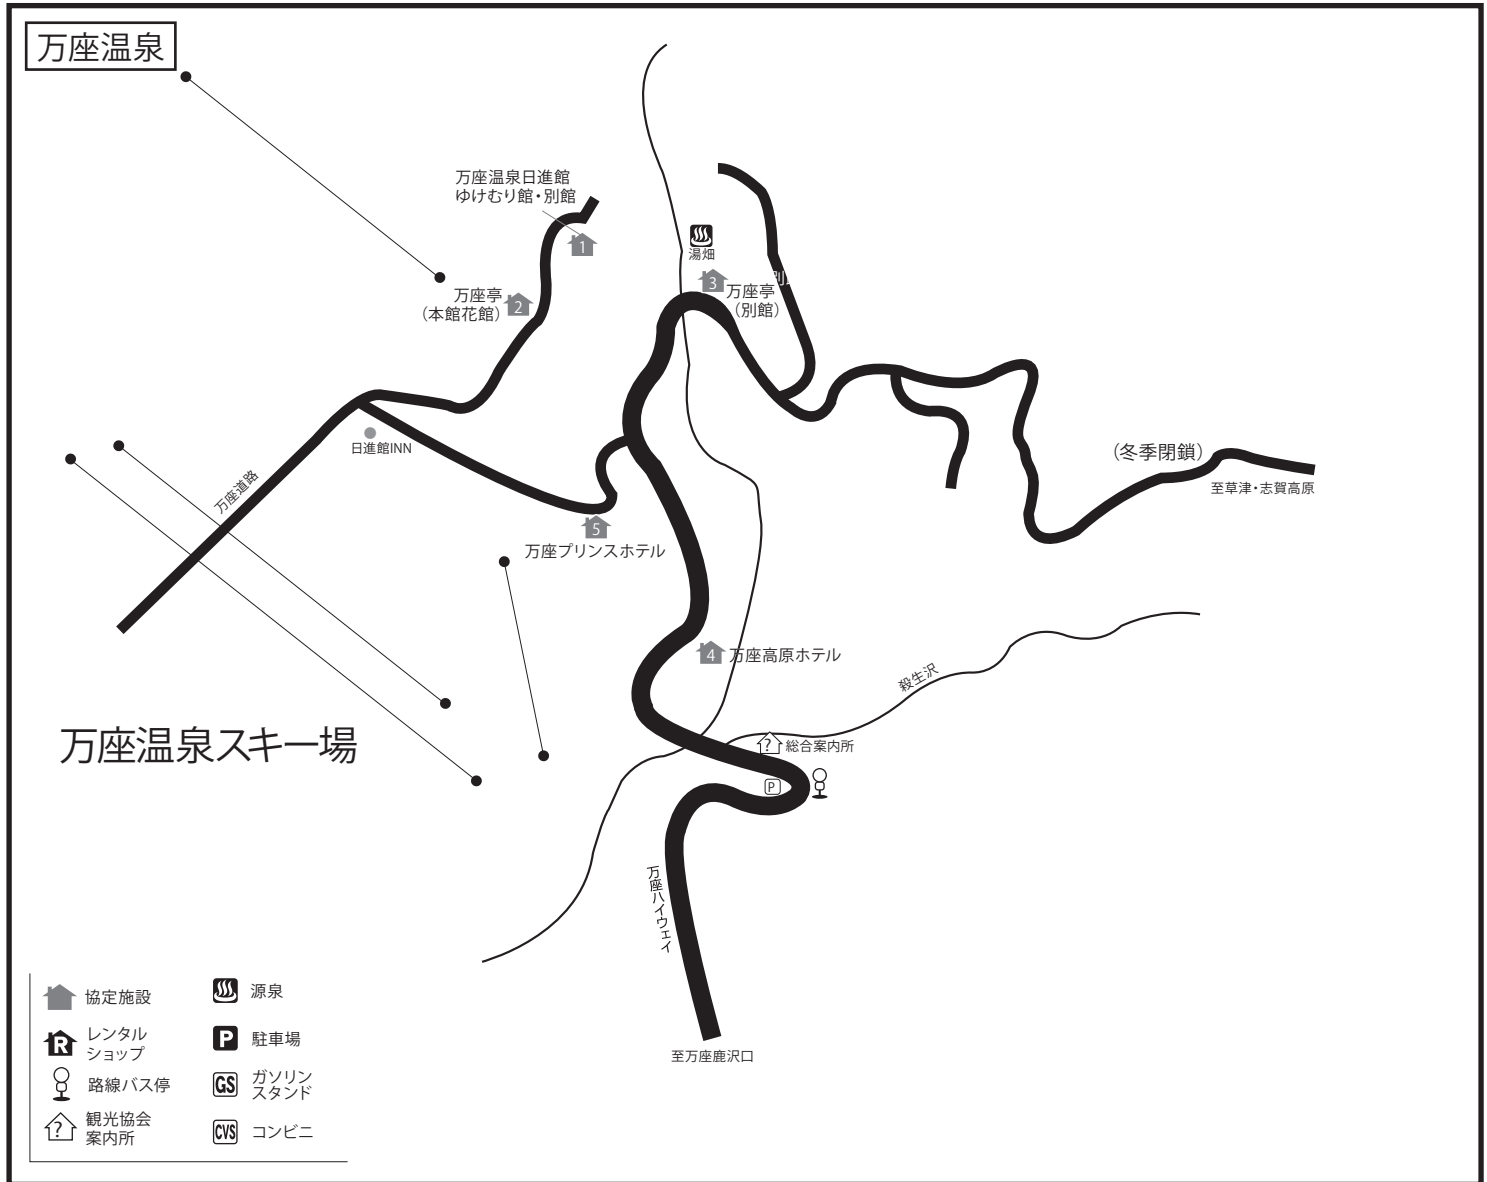 万座温泉
万座温泉日進館
ゆけむり館・別館
1
湯畑
3
万座亭
（別館）
万座亭
（本館花館）
2
日進館INN
万座道路
（冬季閉鎖）
至草津・志賀高原
5
万座プリンスホテル
4
万座高原ホテル
殺生沢
万座温泉スキー場
?
総合案内所
P
万座ハイウェイ
至万座鹿沢口
協定施設
R
レンタル
ショップ
路線バス停
?
観光協会
案内所
源泉
P
駐車場
GS
ガソリン
スタンド
CVS
コンビニ